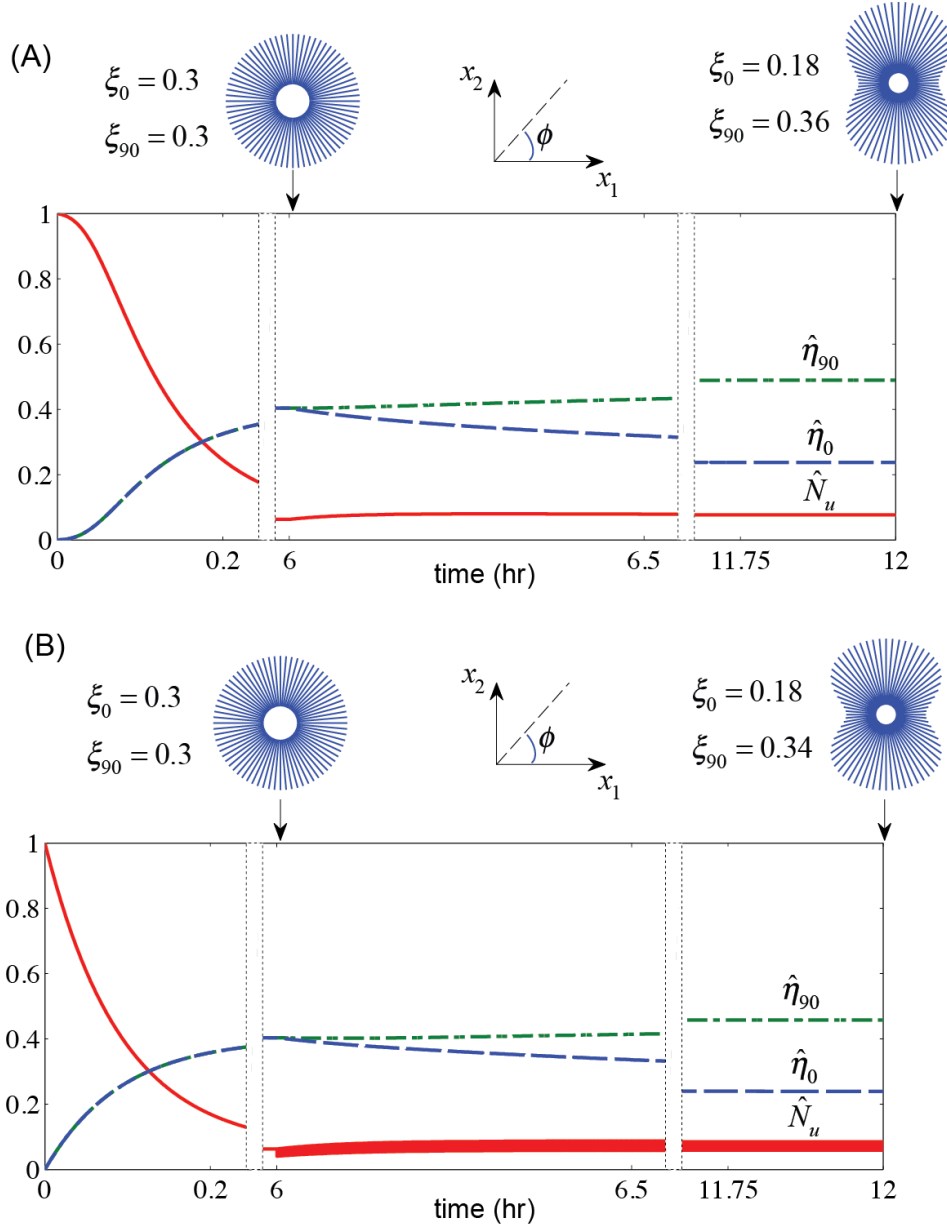 (A)
ξ₀ = 0.3
ξ₉₀ = 0.3
x₂
ϕ
x₁
ξ₀ = 0.18
ξ₉₀ = 0.36
1
0.8
0.6
0.4
0.2
0
η̂₉₀
η̂₀
N̂ᵤ
0 0.2 6 6.5 11.75 12
time (hr)
(B)
ξ₀ = 0.3
ξ₉₀ = 0.3
x₂
ϕ
x₁
ξ₀ = 0.18
ξ₉₀ = 0.34
1
0.8
0.6
0.4
0.2
0
η̂₉₀
η̂₀
N̂ᵤ
0 0.2 6 6.5 11.75 12
time (hr)